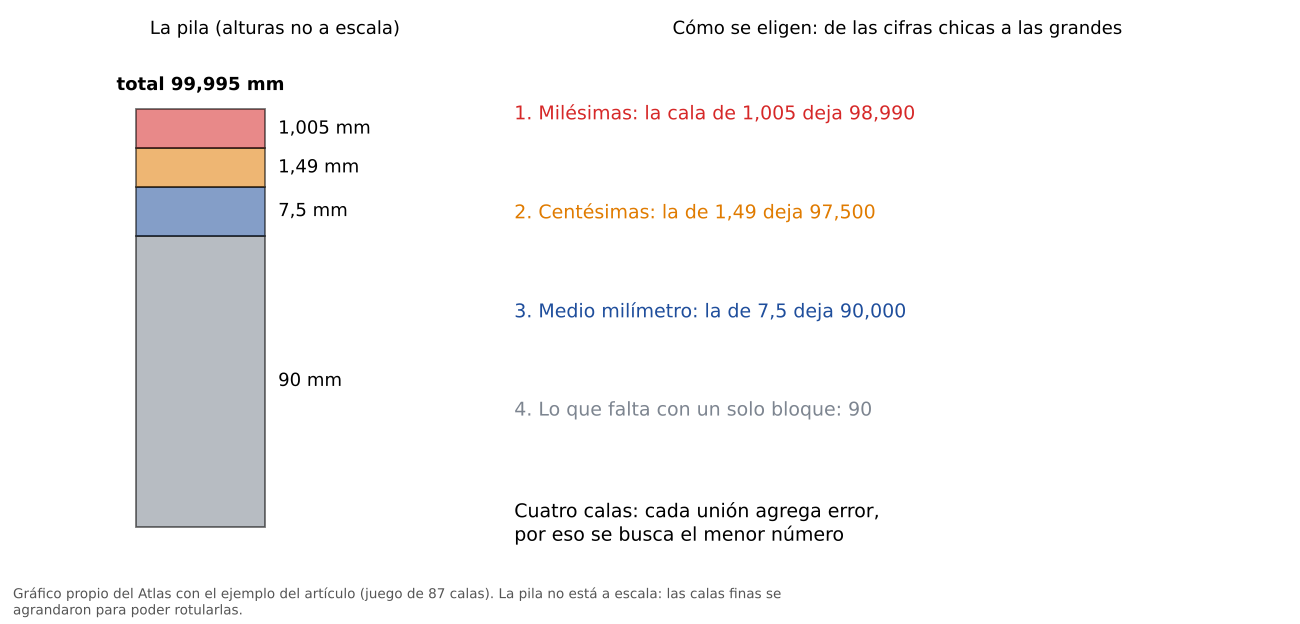 La pila (alturas no a escala)
total 99,995 mm
1,005 mm
1,49 mm
7,5 mm
90 mm
Cómo se eligen: de las cifras chicas a las grandes
1. Milésimas: la cala de 1,005 deja 98,990
2. Centésimas: la de 1,49 deja 97,500
3. Medio milímetro: la de 7,5 deja 90,000
4. Lo que falta con un solo bloque: 90
Cuatro calas: cada unión agrega error,
por eso se busca el menor número
Gráfico propio del Atlas con el ejemplo del artículo (juego de 87 calas). La pila no está a escala: las calas finas se
agrandaron para poder rotularlas.